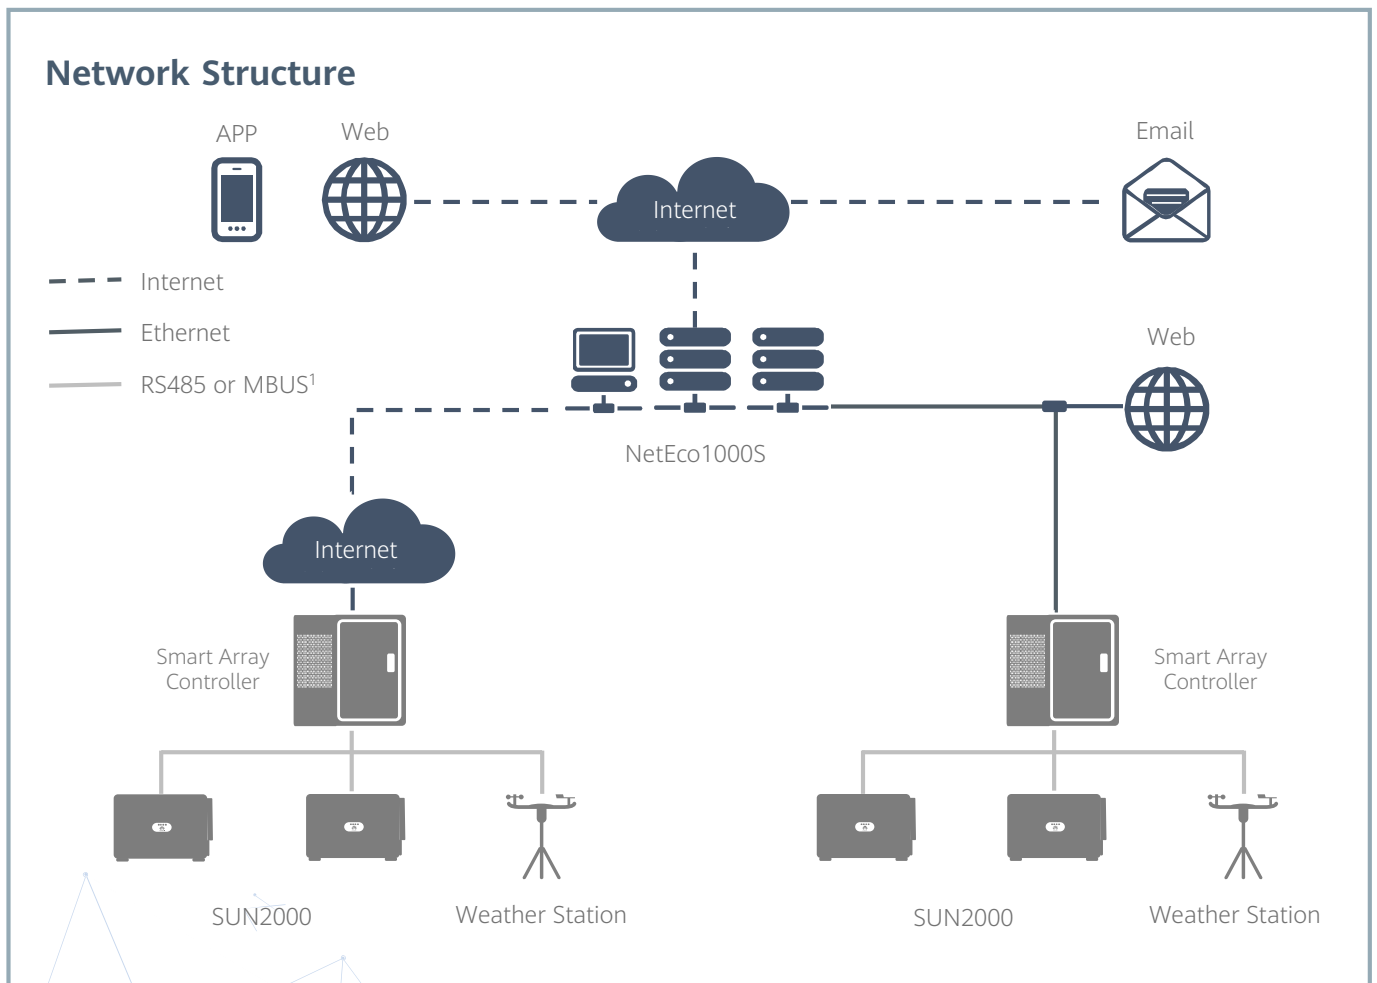 Network Structure
APP
Web
Email
Internet
Internet
Ethernet
RS485 or MBUS¹
Web
NetEco1000S
Internet
Smart Array
Controller
Smart Array
Controller
SUN2000
Weather Station
SUN2000
Weather Station